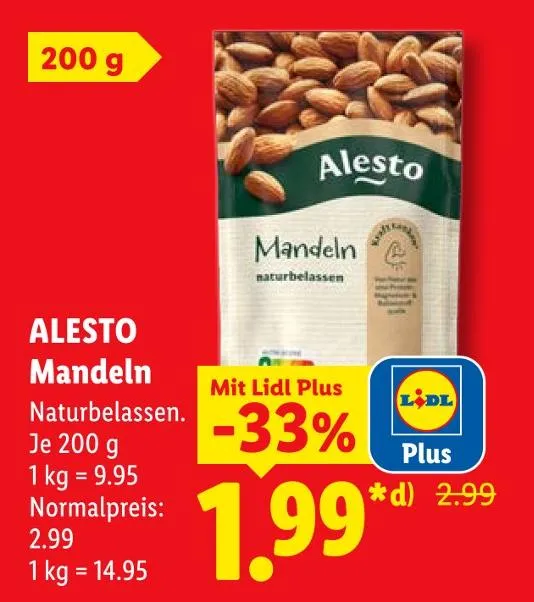 200 g
Alesto
Mandeln
naturbelassen
ALESTO
Mandeln
Naturbelassen.
Je 200 g
1 kg = 9.95
Normalpreis:
2.99
1 kg = 14.95
Mit Lidl Plus
-33%
LIDL
Plus
1.99 *d) 2.99